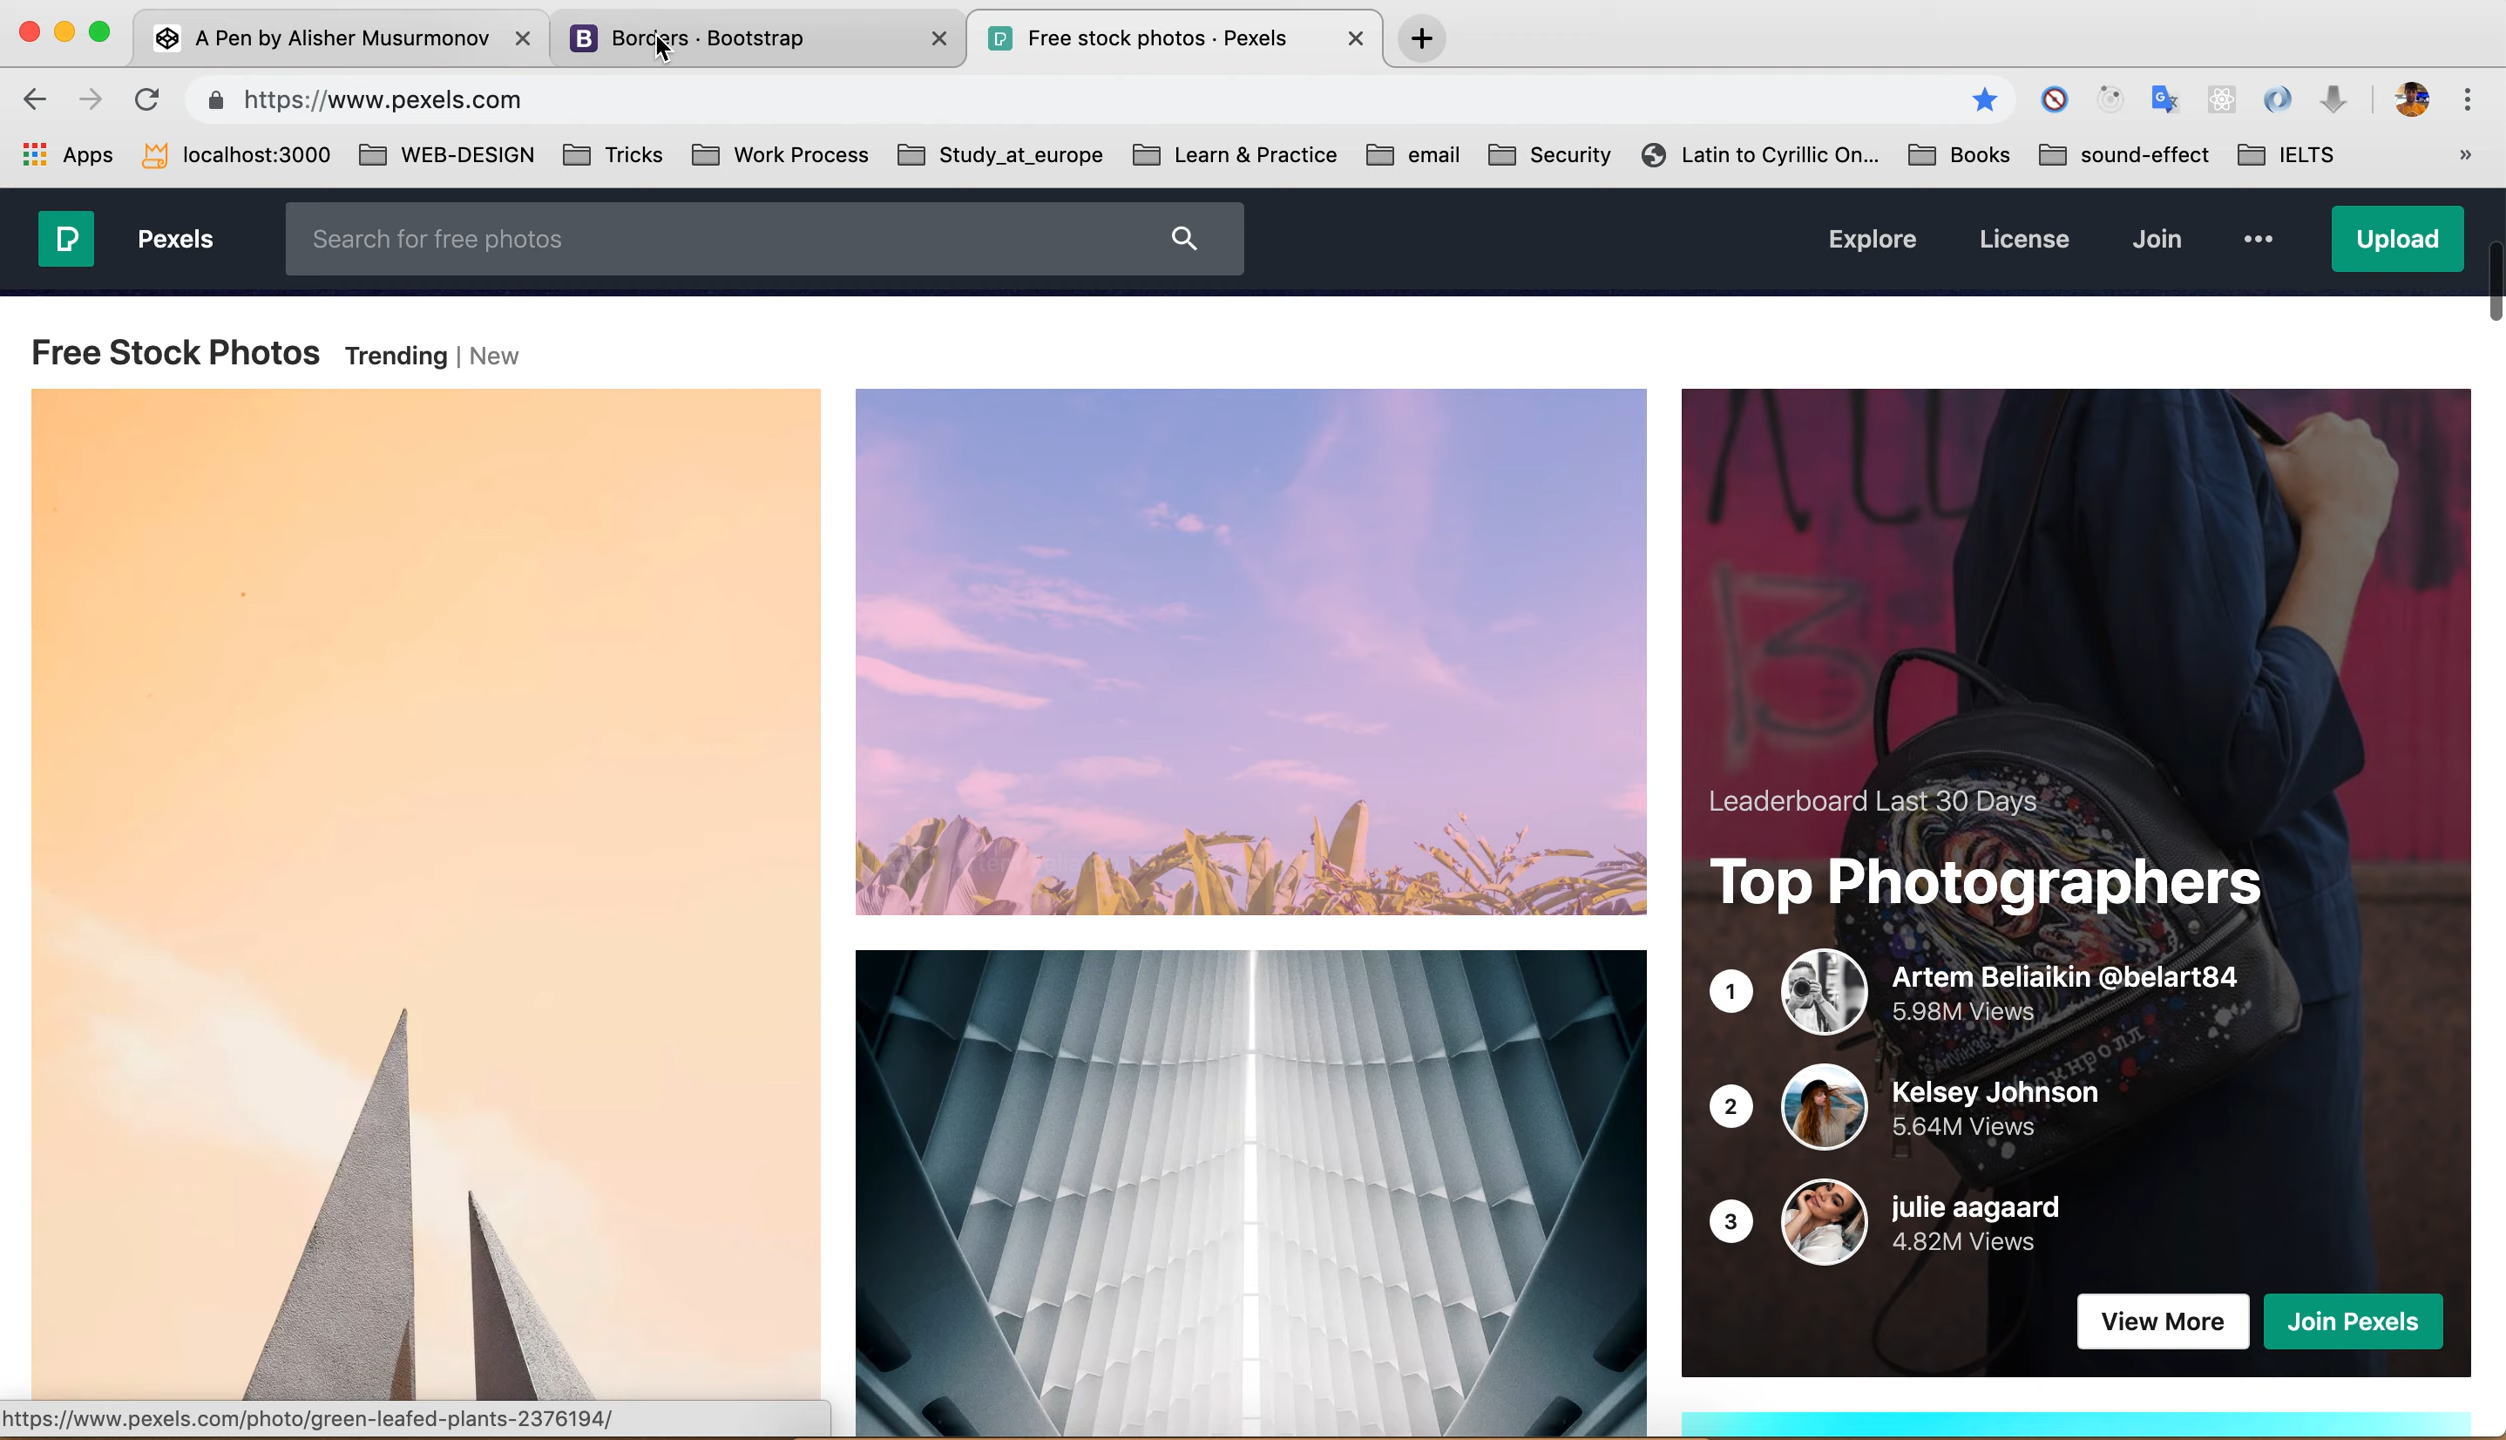 A Pen by Alisher Musurmonov
Borders · Bootstrap
Free stock photos · Pexels
https://www.pexels.com
Apps
localhost:3000
WEB-DESIGN
Tricks
Work Process
Study_at_europe
Learn & Practice
email
Security
Latin to Cyrillic On...
Books
sound-effect
IELTS
»
Pexels
Search for free photos
Explore
License
Join
•••
Upload
Free Stock Photos Trending | New
Leaderboard Last 30 Days
Top Photographers
1
Artem Beliaikin @belart84
5.98M Views
2
Kelsey Johnson
5.64M Views
3
julie aagaard
4.82M Views
View More
Join Pexels
https://www.pexels.com/photo/green-leafed-plants-2376194/